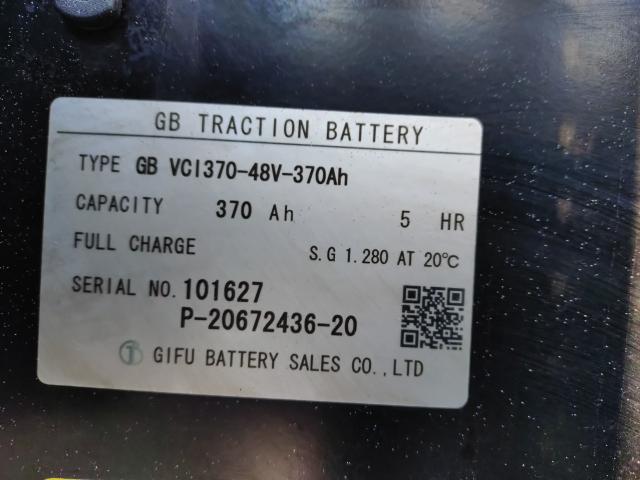 GB TRACTION BATTERY
TYPE GB VCI370-48V-370Ah
CAPACITY 370 Ah 5 HR
FULL CHARGE S.G 1.280 AT 20℃
SERIAL NO. 101627
P-20672436-20
GIFU BATTERY SALES CO.,LTD